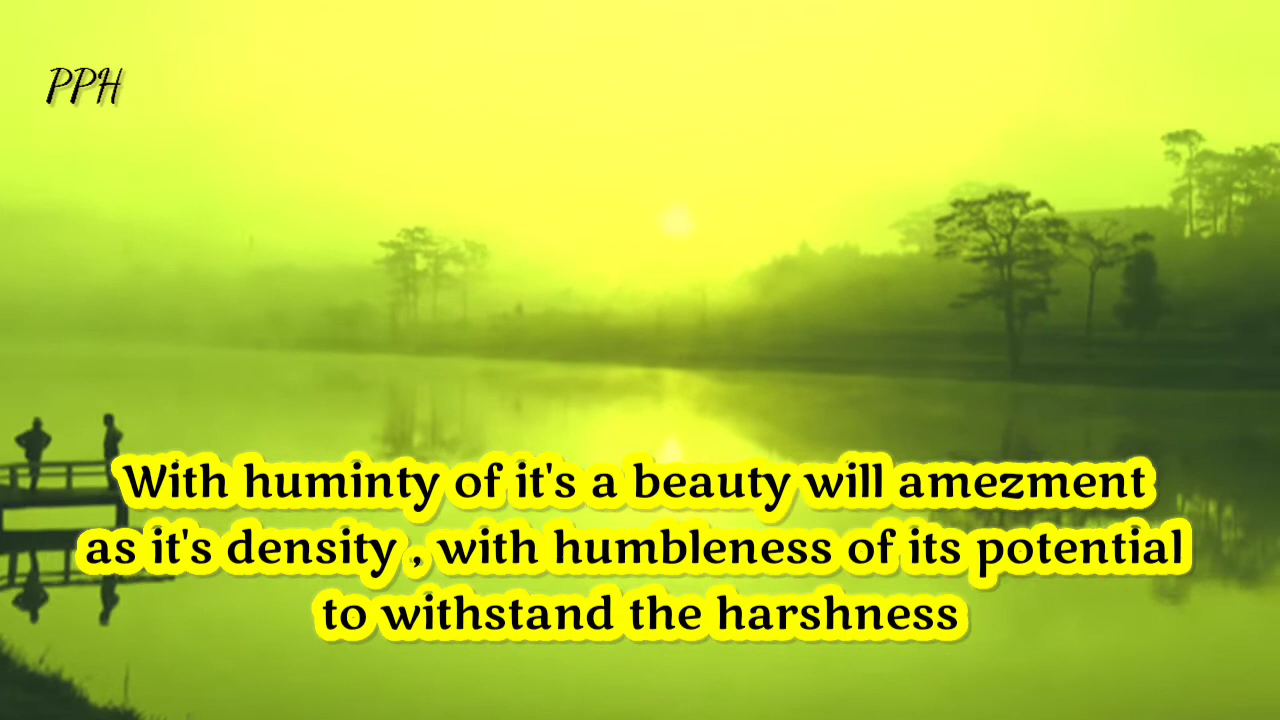 PPH
With huminty of it's a beauty will amezment
as it's density , with humbleness of its potential
to withstand the harshness